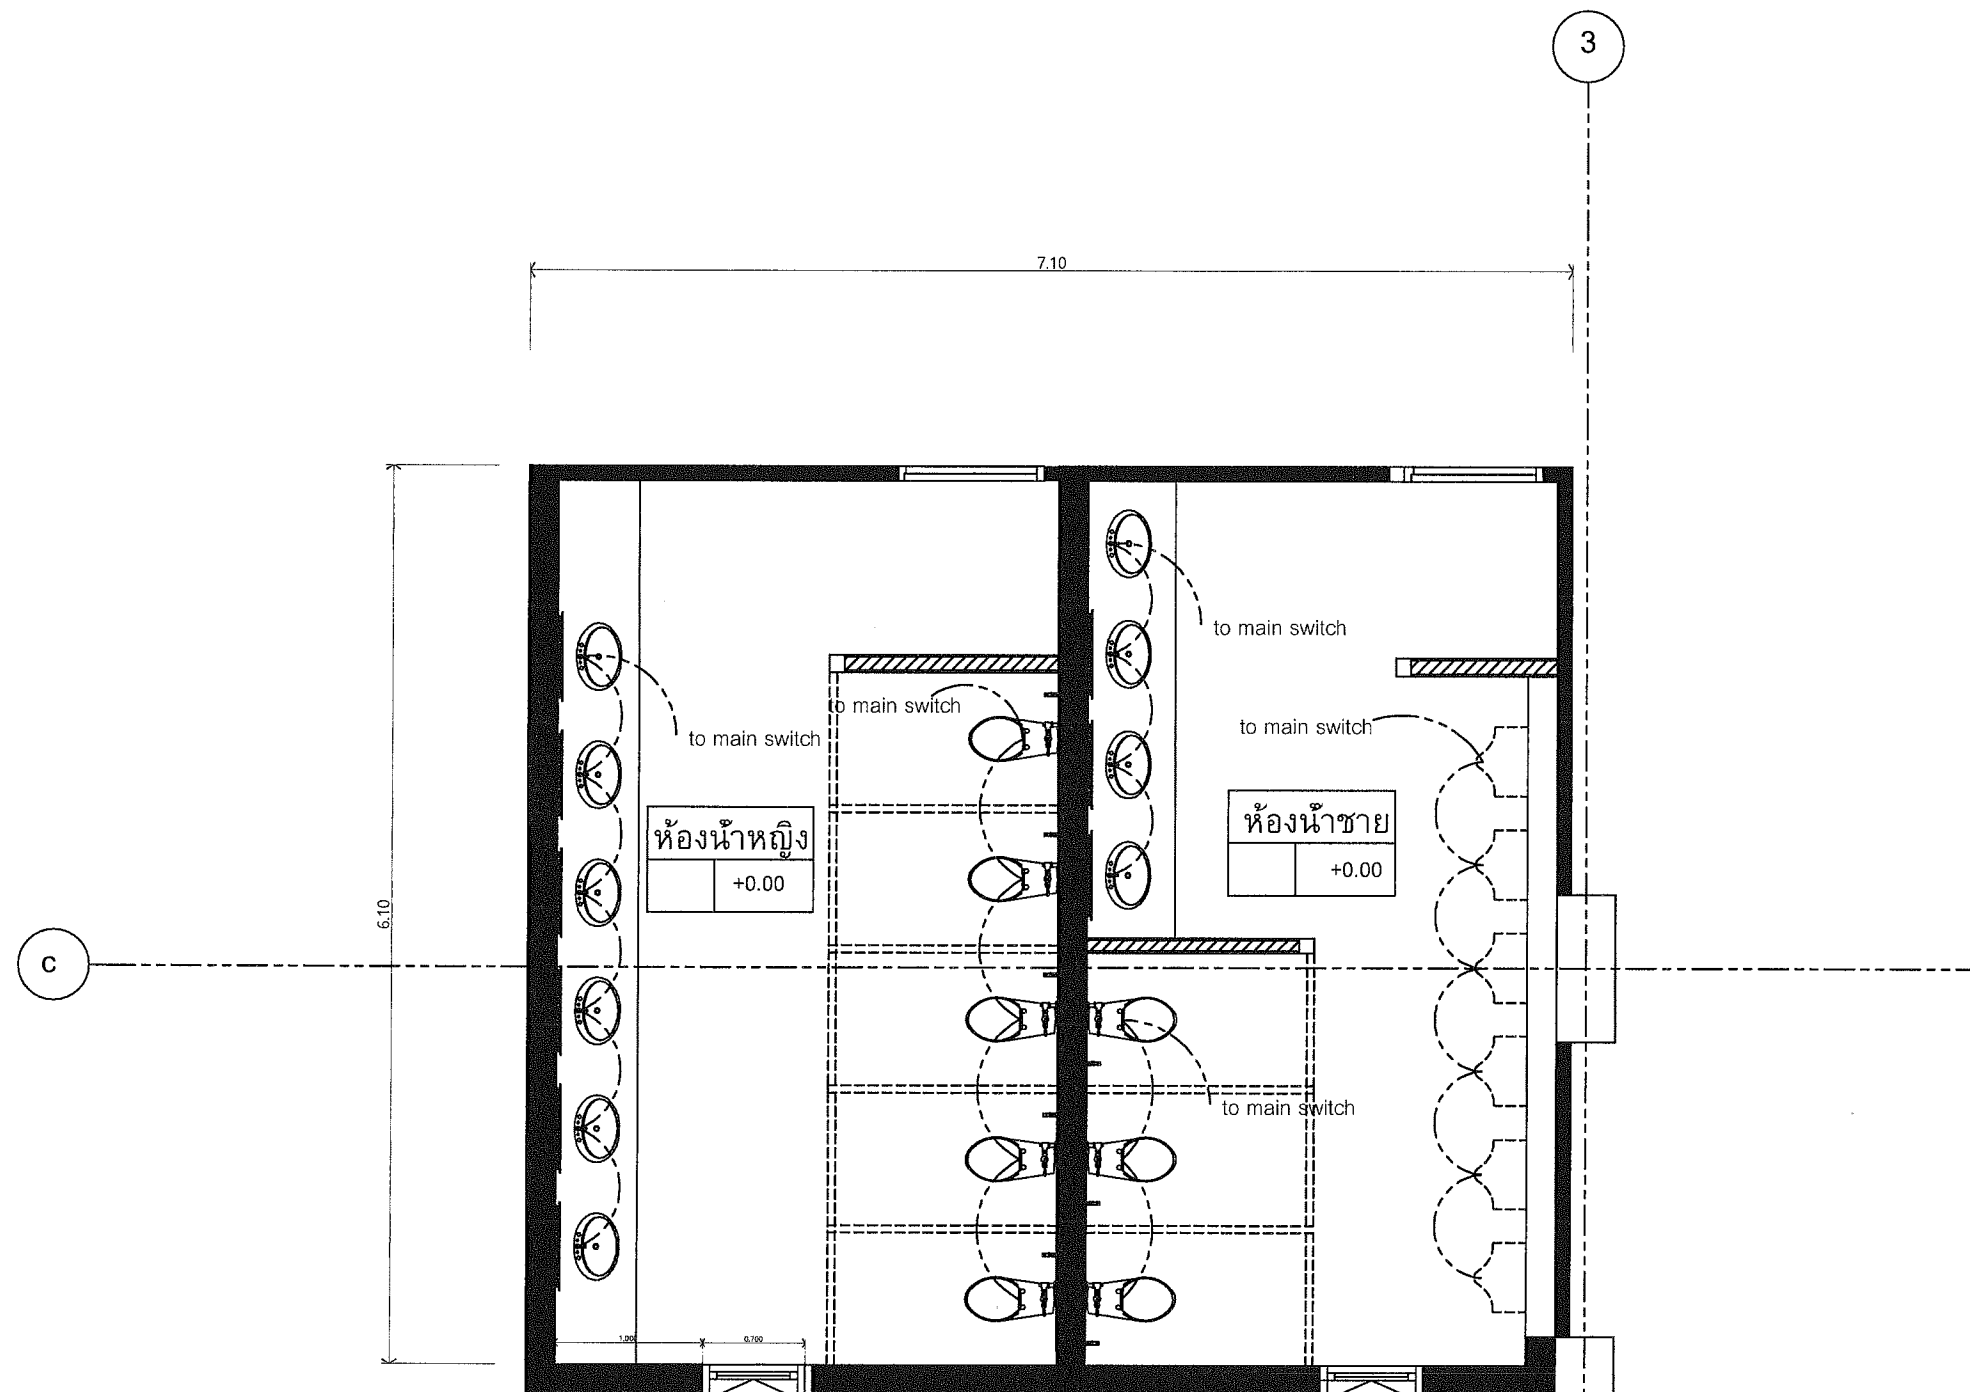 3
7.10
to main switch
to main switch
to main switch
to main switch
ห้องน้ำหญิง
+0.00
ห้องน้ำชาย
+0.00
6.10
c
to main switch
1.000
0.700